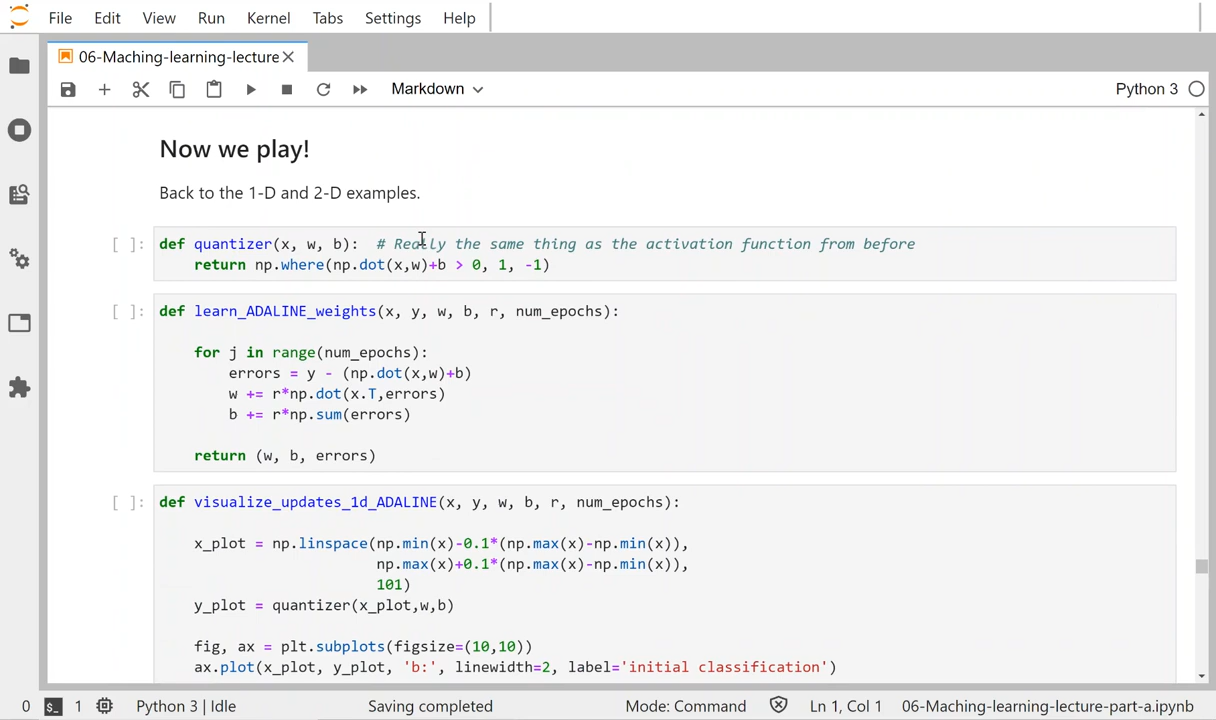 File Edit View Run Kernel Tabs Settings Help
06-Maching-learning-lecture
Markdown
Python 3
Now we play!
Back to the 1-D and 2-D examples.
[ ]: def quantizer(x, w, b):  # Really the same thing as the activation function from before
    return np.where(np.dot(x,w)+b > 0, 1, -1)
[ ]: def learn_ADALINE_weights(x, y, w, b, r, num_epochs):
    for j in range(num_epochs):
        errors = y - (np.dot(x,w)+b)
        w += r*np.dot(x.T,errors)
        b += r*np.sum(errors)
    return (w, b, errors)
[ ]: def visualize_updates_1d_ADALINE(x, y, w, b, r, num_epochs):
    x_plot = np.linspace(np.min(x)-0.1*(np.max(x)-np.min(x)),
                         np.max(x)+0.1*(np.max(x)-np.min(x)),
                         101)
    y_plot = quantizer(x_plot,w,b)
    fig, ax = plt.subplots(figsize=(10,10))
    ax.plot(x_plot, y_plot, 'b:', linewidth=2, label='initial classification')
0 $_ 1 Python 3 | Idle Saving completed Mode: Command Ln 1, Col 1 06-Maching-learning-lecture-part-a.ipynb